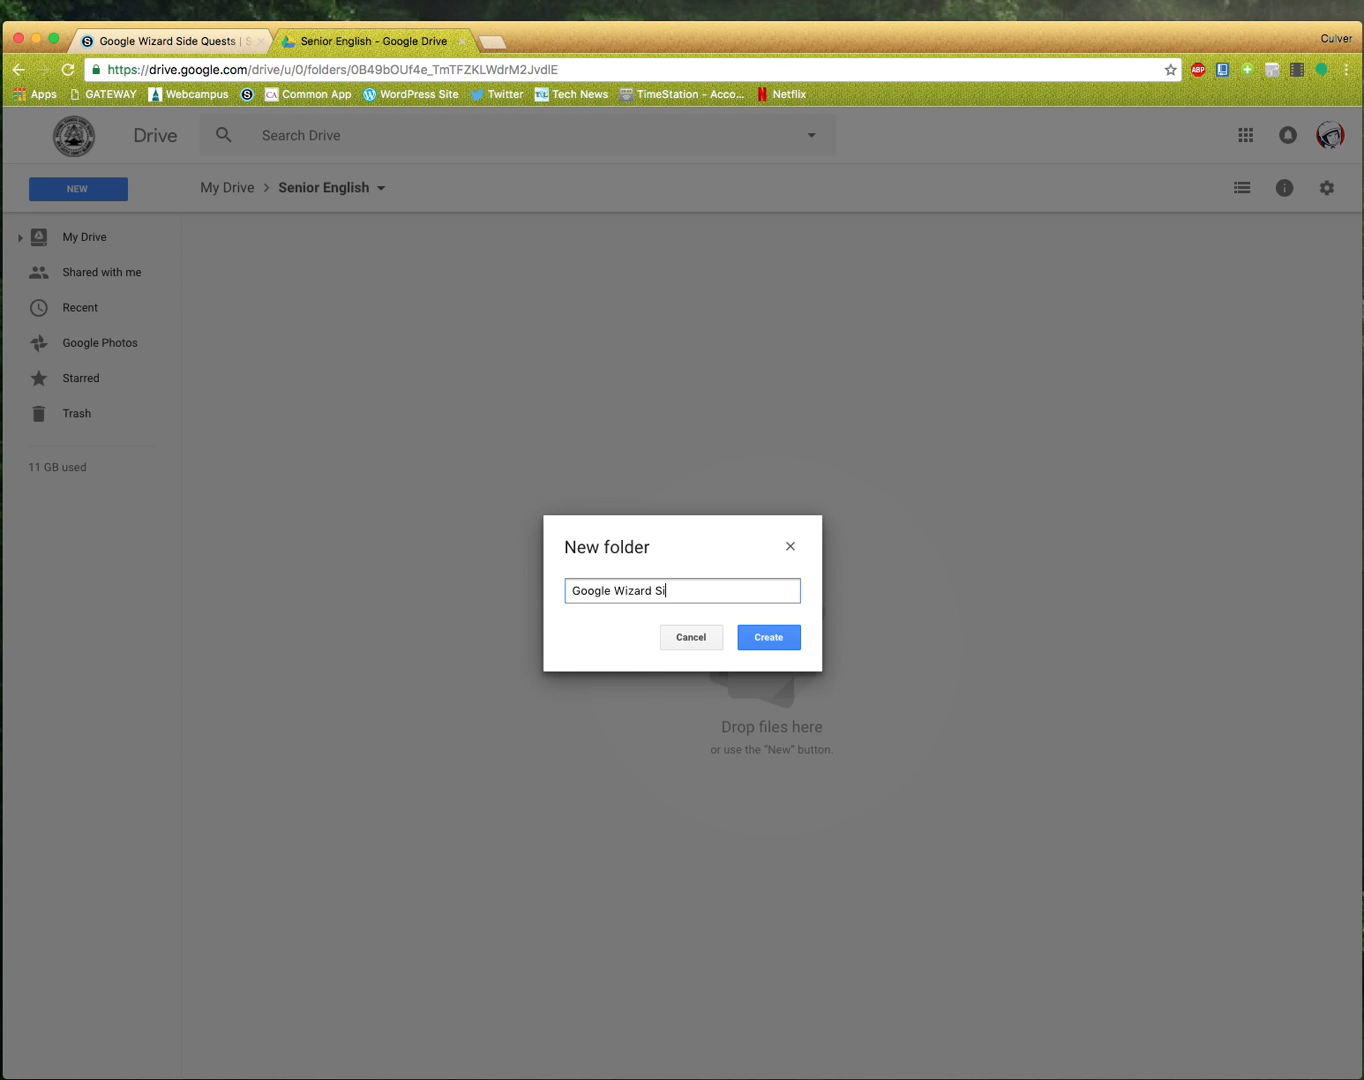 Google Wizard Side Quests | S
Senior English - Google Drive
Culver
https://drive.google.com/drive/u/0/folders/0B49bOUf4e_TmTFZKLWdrM2JvdlE
ABP
Apps
GATEWAY
Webcampus
S
CA Common App
WordPress Site
Twitter
Tech News
TimeStation - Acco...
Netflix
Drive
Search Drive
NEW
My Drive > Senior English
My Drive
Shared with me
Recent
Google Photos
Starred
Trash
11 GB used
New folder
Google Wizard Si
Cancel
Create
Drop files here
or use the “New” button.